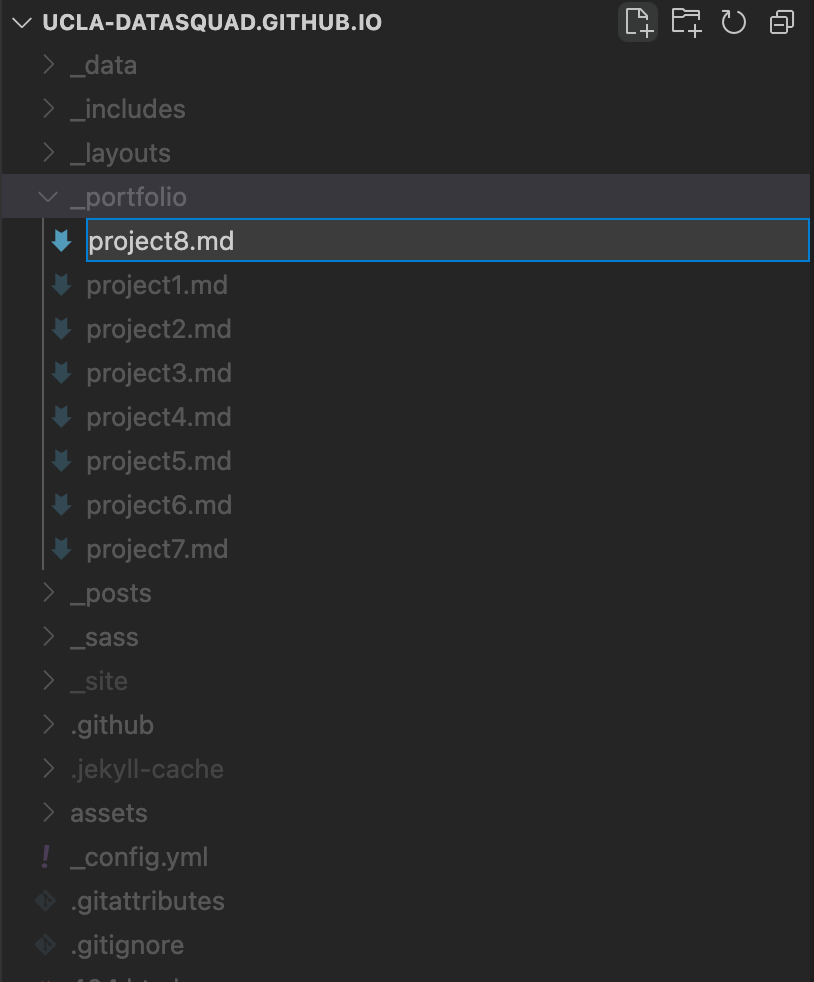 UCLA-DATASQUAD.GITHUB.IO
_data
_includes
_layouts
_portfolio
project8.md
project1.md
project2.md
project3.md
project4.md
project5.md
project6.md
project7.md
_posts
_sass
_site
.github
.jekyll-cache
assets
! _config.yml
.gitattributes
.gitignore